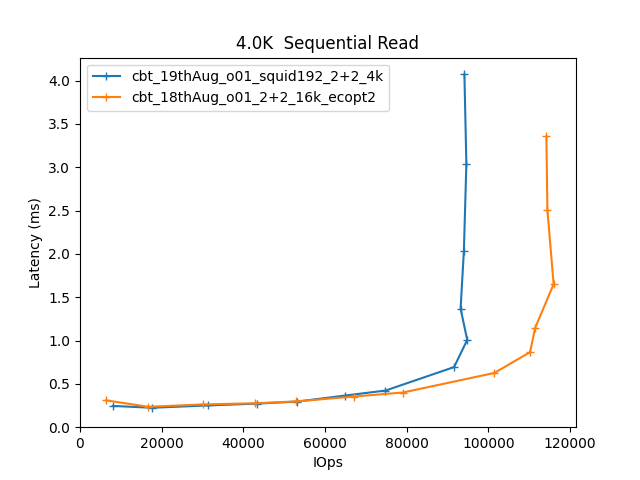 4.0K  Sequential Read
cbt_19thAug_o01_squid192_2+2_4k
cbt_18thAug_o01_2+2_16k_ecopt2
Latency (ms)
4.0
3.5
3.0
2.5
2.0
1.5
1.0
0.5
0.0
0 20000 40000 60000 80000 100000 120000
IOps